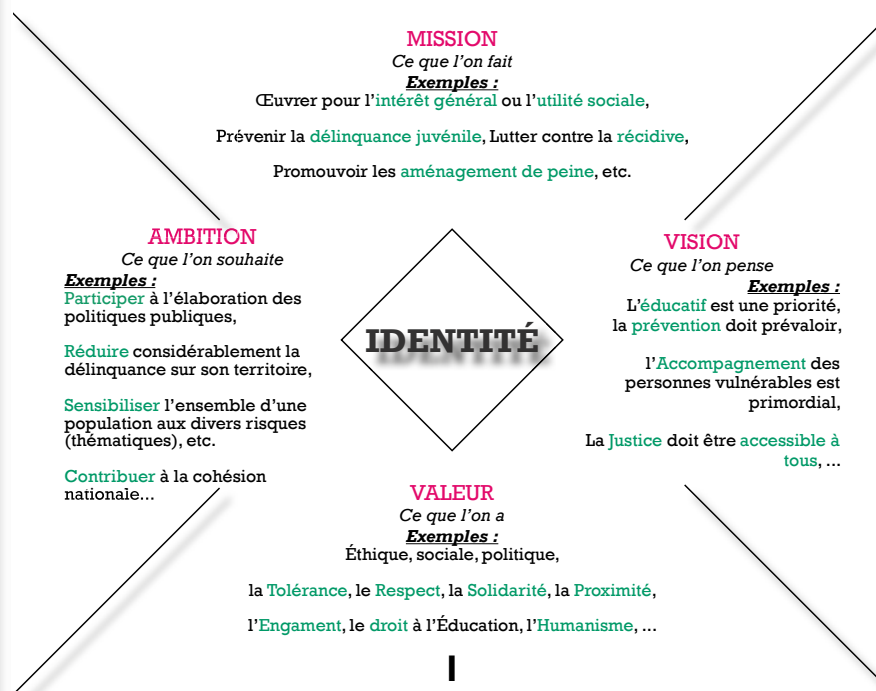 MISSION
Ce que l'on fait
Exemples :
Œuvrer pour l'intérêt général ou l'utilité sociale,
Prévenir la délinquance juvénile, Lutter contre la récidive,
Promouvoir les aménagement de peine, etc.
AMBITION
Ce que l'on souhaite
Exemples :
Participer à l'élaboration des
politiques publiques,
Réduire considérablement la
délinquance sur son territoire,
Sensibiliser l'ensemble d'une
population aux divers risques
(thématiques), etc.
Contribuer à la cohésion
nationale...
IDENTITÉ
VISION
Ce que l'on pense
Exemples :
L'éducatif est une priorité,
la prévention doit prévaloir,
l'Accompagnement des
personnes vulnérables est
primordial,
La Justice doit être accessible à
tous, ...
VALEUR
Ce que l'on a
Exemples :
Éthique, sociale, politique,
la Tolérance, le Respect, la Solidarité, la Proximité,
l'Engament, le droit à l'Éducation, l'Humanisme, ...